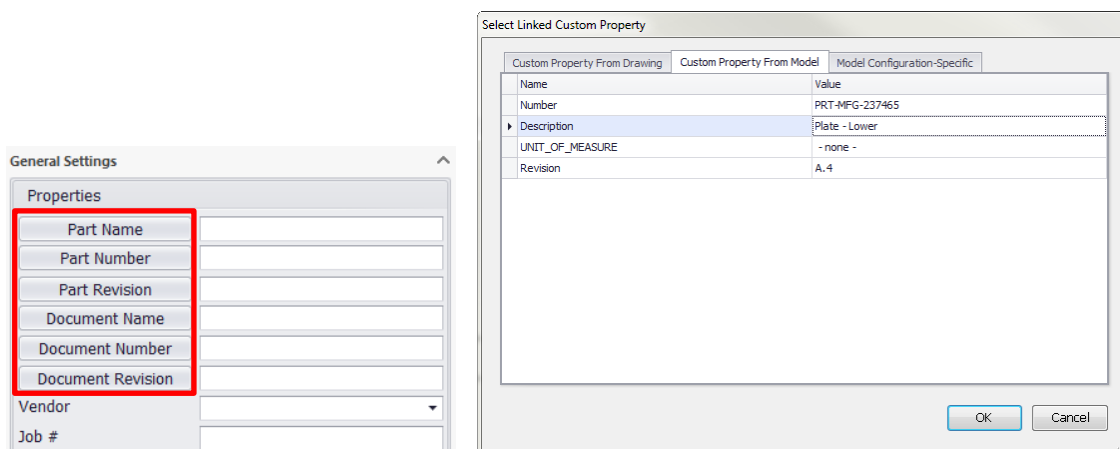 General Settings
Properties
Part Name
Part Number
Part Revision
Document Name
Document Number
Document Revision
Vendor
Job #
Select Linked Custom Property
Custom Property From Drawing Custom Property From Model Model Configuration-Specific
Name Value
Number PRT-MFG-237465
Description Plate - Lower
UNIT_OF_MEASURE - none -
Revision A.4
OK Cancel